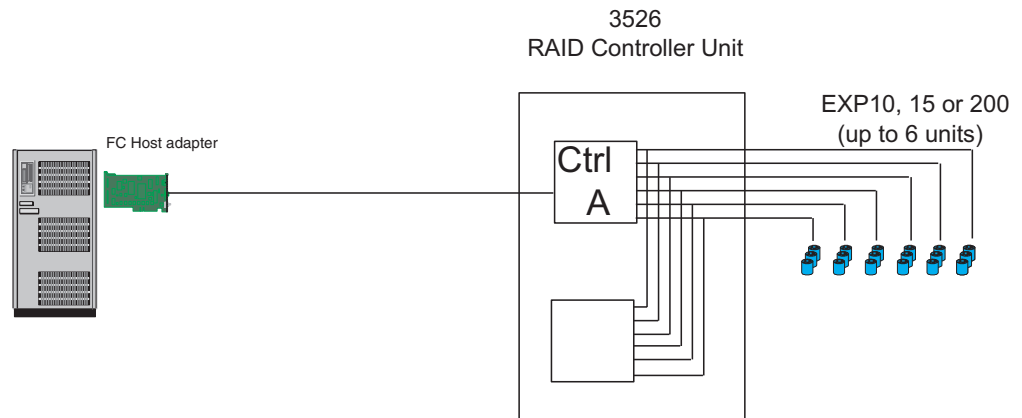 3526
RAID Controller Unit
EXP10, 15 or 200
(up to 6 units)
FC Host adapter
Ctrl
A